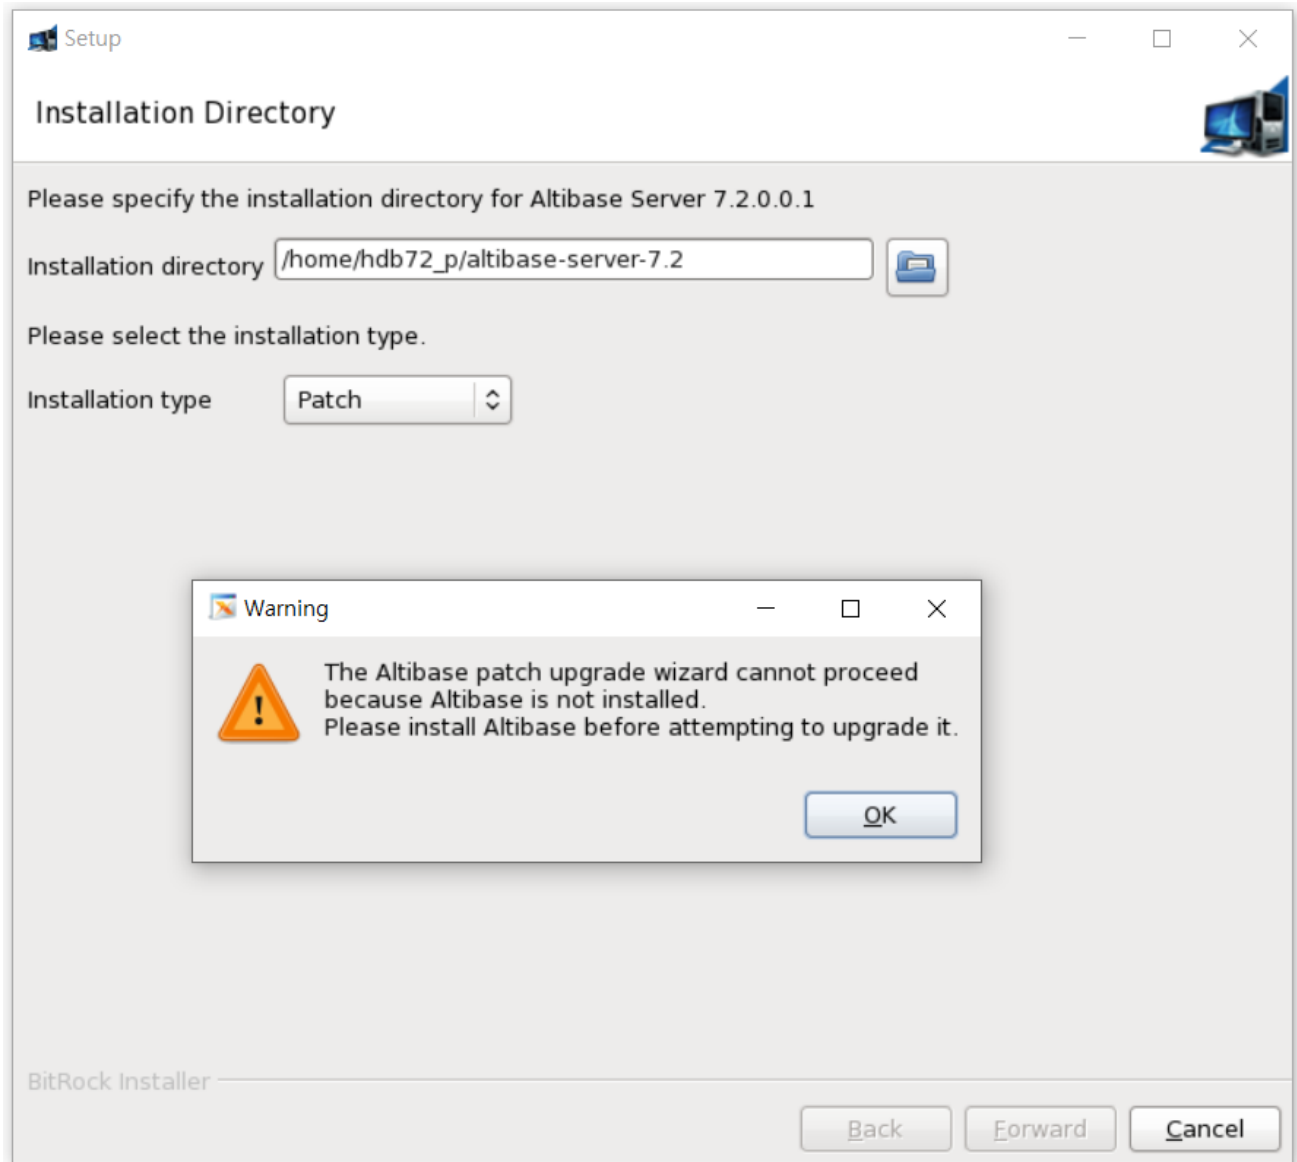 Setup
Installation Directory
Please specify the installation directory for Altibase Server 7.2.0.0.1
Installation directory /home/hdb72_p/altibase-server-7.2
Please select the installation type.
Installation type Patch
Warning
The Altibase patch upgrade wizard cannot proceed
because Altibase is not installed.
Please install Altibase before attempting to upgrade it.
OK
BitRock Installer
Back Forward Cancel